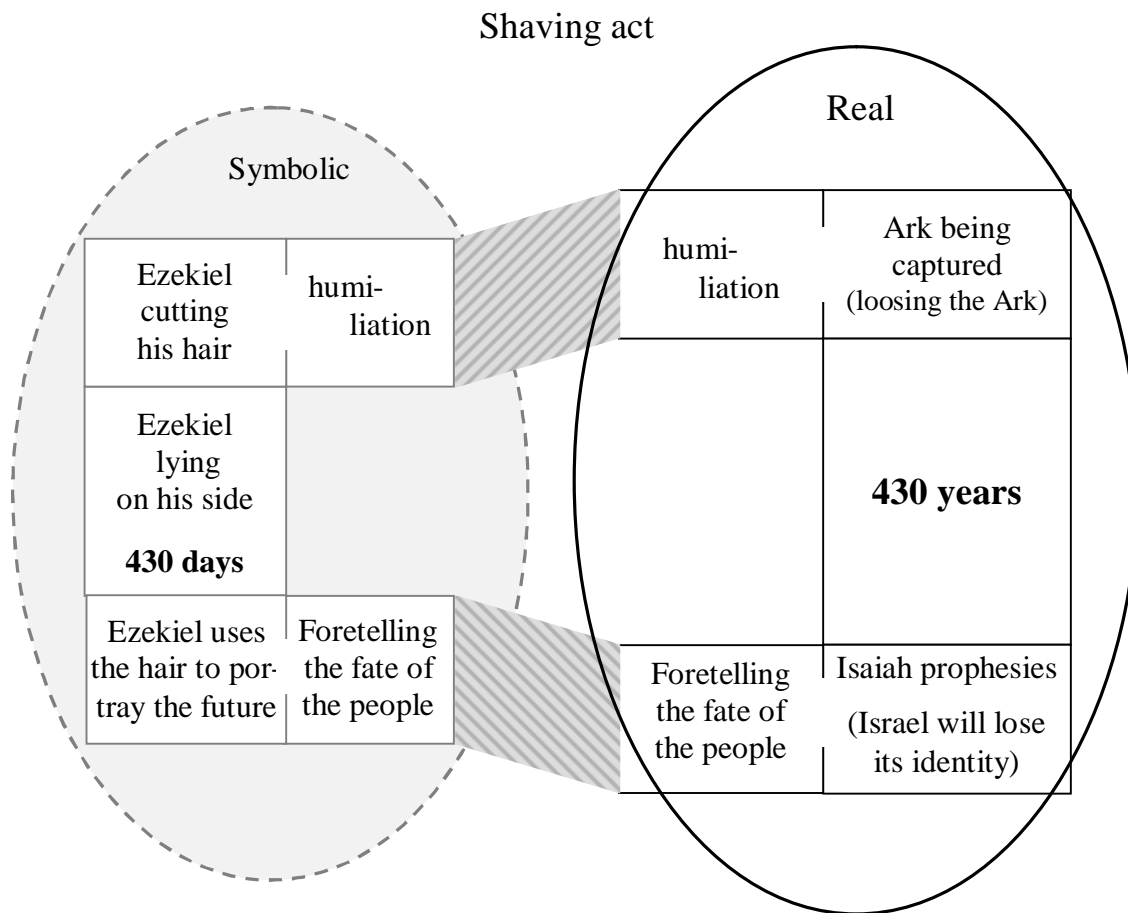 Shaving act
Symbolic
Ezekiel
cutting
his hair
humi-
liation
Ezekiel
lying
on his side
430 days
Ezekiel uses
the hair to por-
tray the future
Foretelling
the fate of
the people
Real
humi-
liation
Ark being
captured
(loosing the Ark)
430 years
Foretelling
the fate of
the people
Isaiah prophesies
(Israel will lose
its identity)